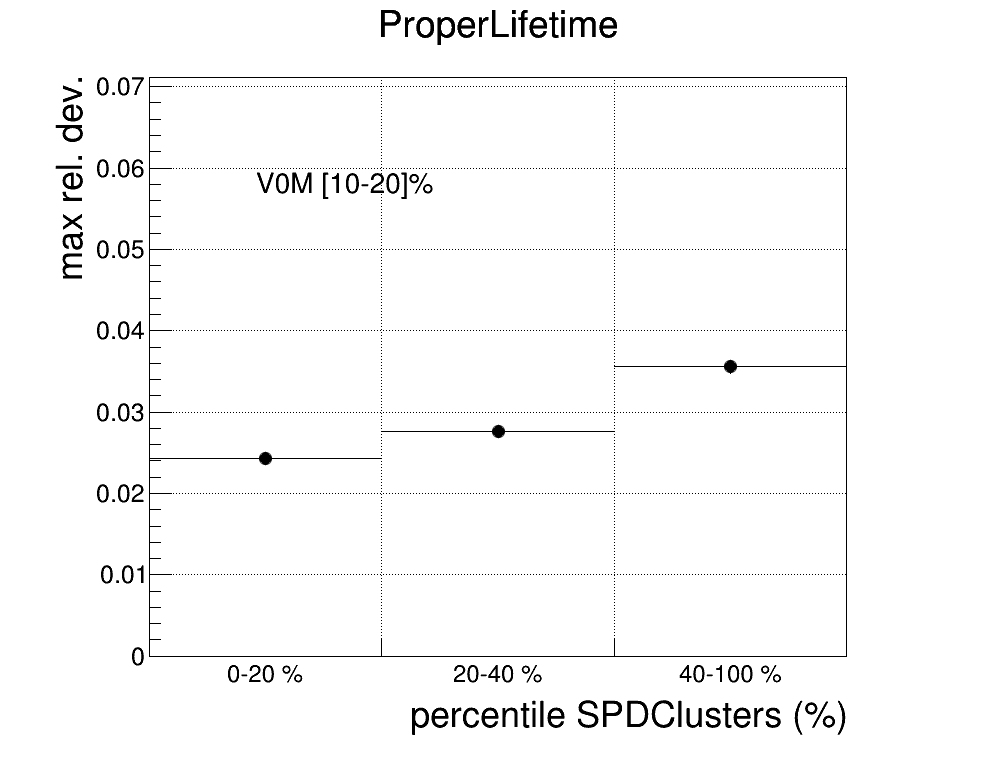 ProperLifetime
max rel. dev.
0.07
0.06
V0M [10-20]%
0.05
0.04
0.03
0.02
0.01
0
0-20 %
20-40 %
40-100 %
percentile SPDClusters (%)